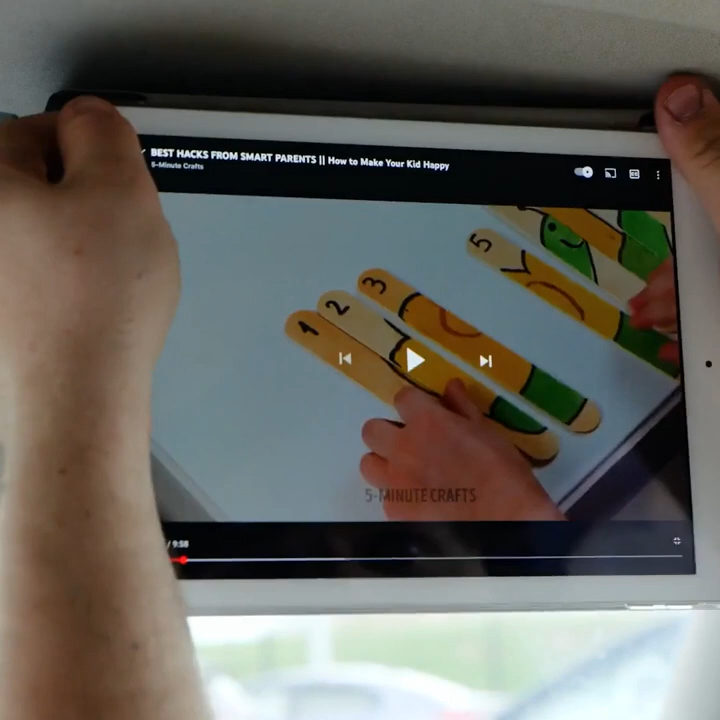 BEST HACKS FROM SMART PARENTS || How to Make Your Kid Happy
5-Minute Crafts
5
3
2
1
5-MINUTE CRAFTS
/ 9:58